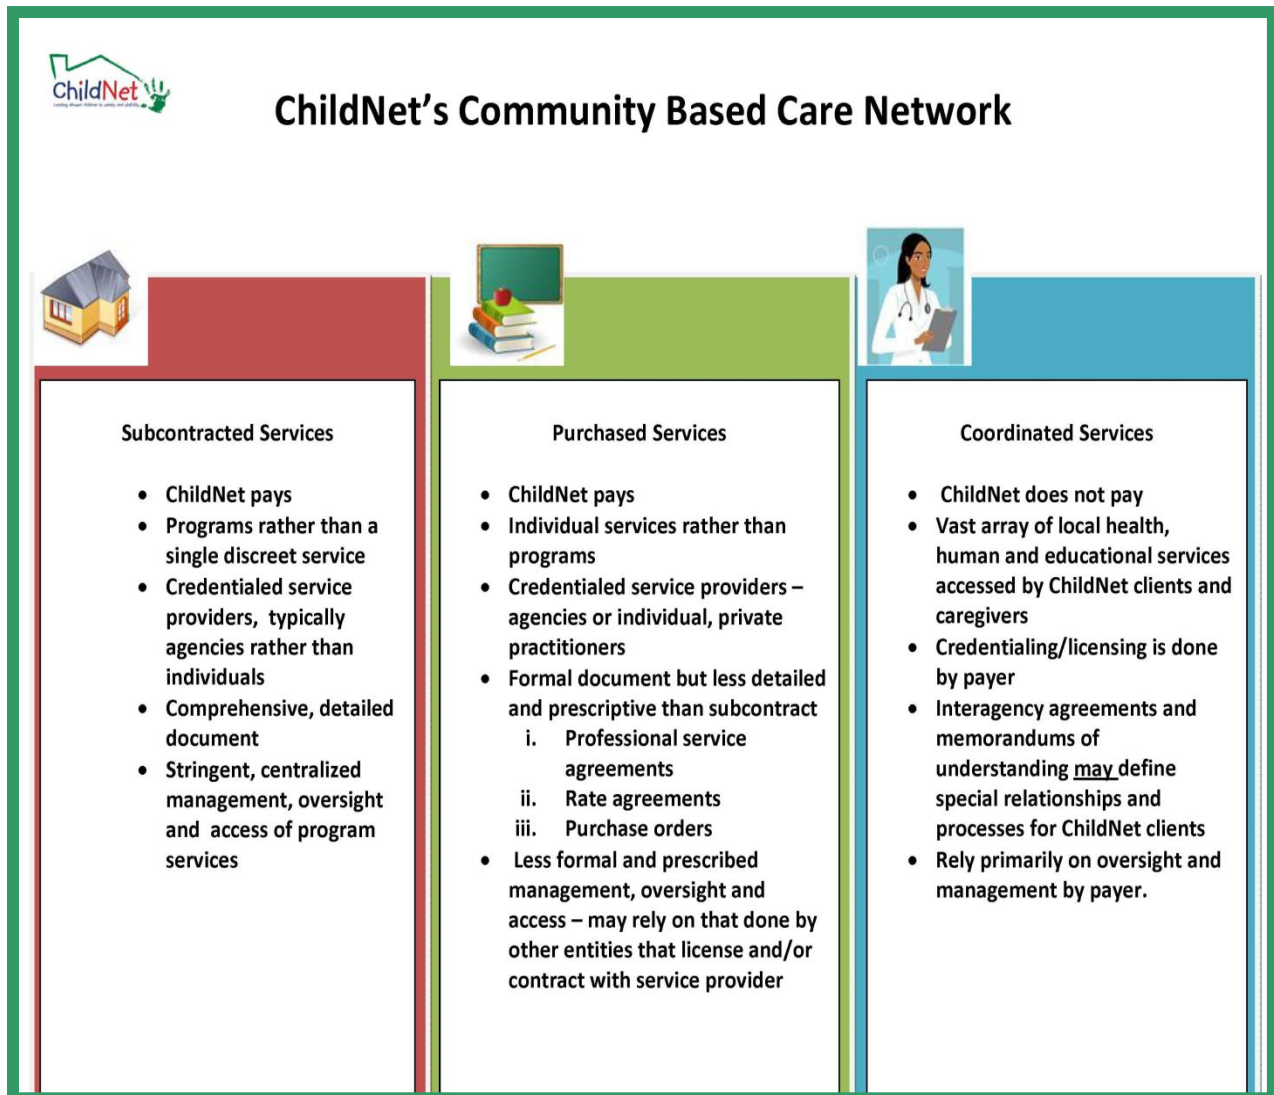 ChildNet
ChildNet's Community Based Care Network
Subcontracted Services
• ChildNet pays
• Programs rather than a
single discreet service
• Credentialed service
providers, typically
agencies rather than
individuals
• Comprehensive, detailed
document
• Stringent, centralized
management, oversight
and access of program
services
Purchased Services
• ChildNet pays
• Individual services rather than
programs
• Credentialed service providers –
agencies or individual, private
practitioners
• Formal document but less detailed
and prescriptive than subcontract
i. Professional service
agreements
ii. Rate agreements
iii. Purchase orders
• Less formal and prescribed
management, oversight and
access – may rely on that done by
other entities that license and/or
contract with service provider
Coordinated Services
• ChildNet does not pay
• Vast array of local health,
human and educational services
accessed by ChildNet clients and
caregivers
• Credentialing/licensing is done
by payer
• Interagency agreements and
memorandums of
understanding may define
special relationships and
processes for ChildNet clients
• Rely primarily on oversight and
management by payer.